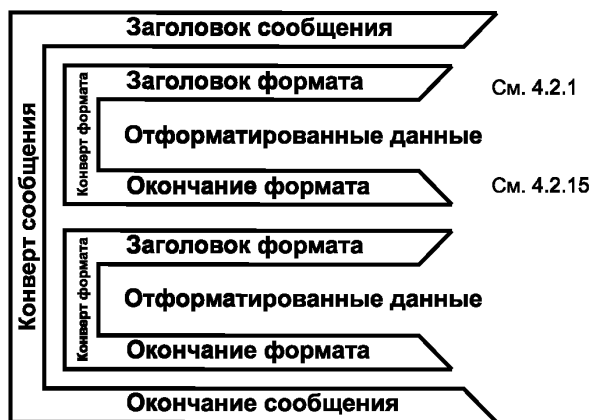 Заголовок сообщения
Конверт сообщения
Конверт формата
Заголовок формата
См. 4.2.1
Отформатированные данные
Окончание формата
См. 4.2.15
Конверт формата
Заголовок формата
Отформатированные данные
Окончание формата
Окончание сообщения